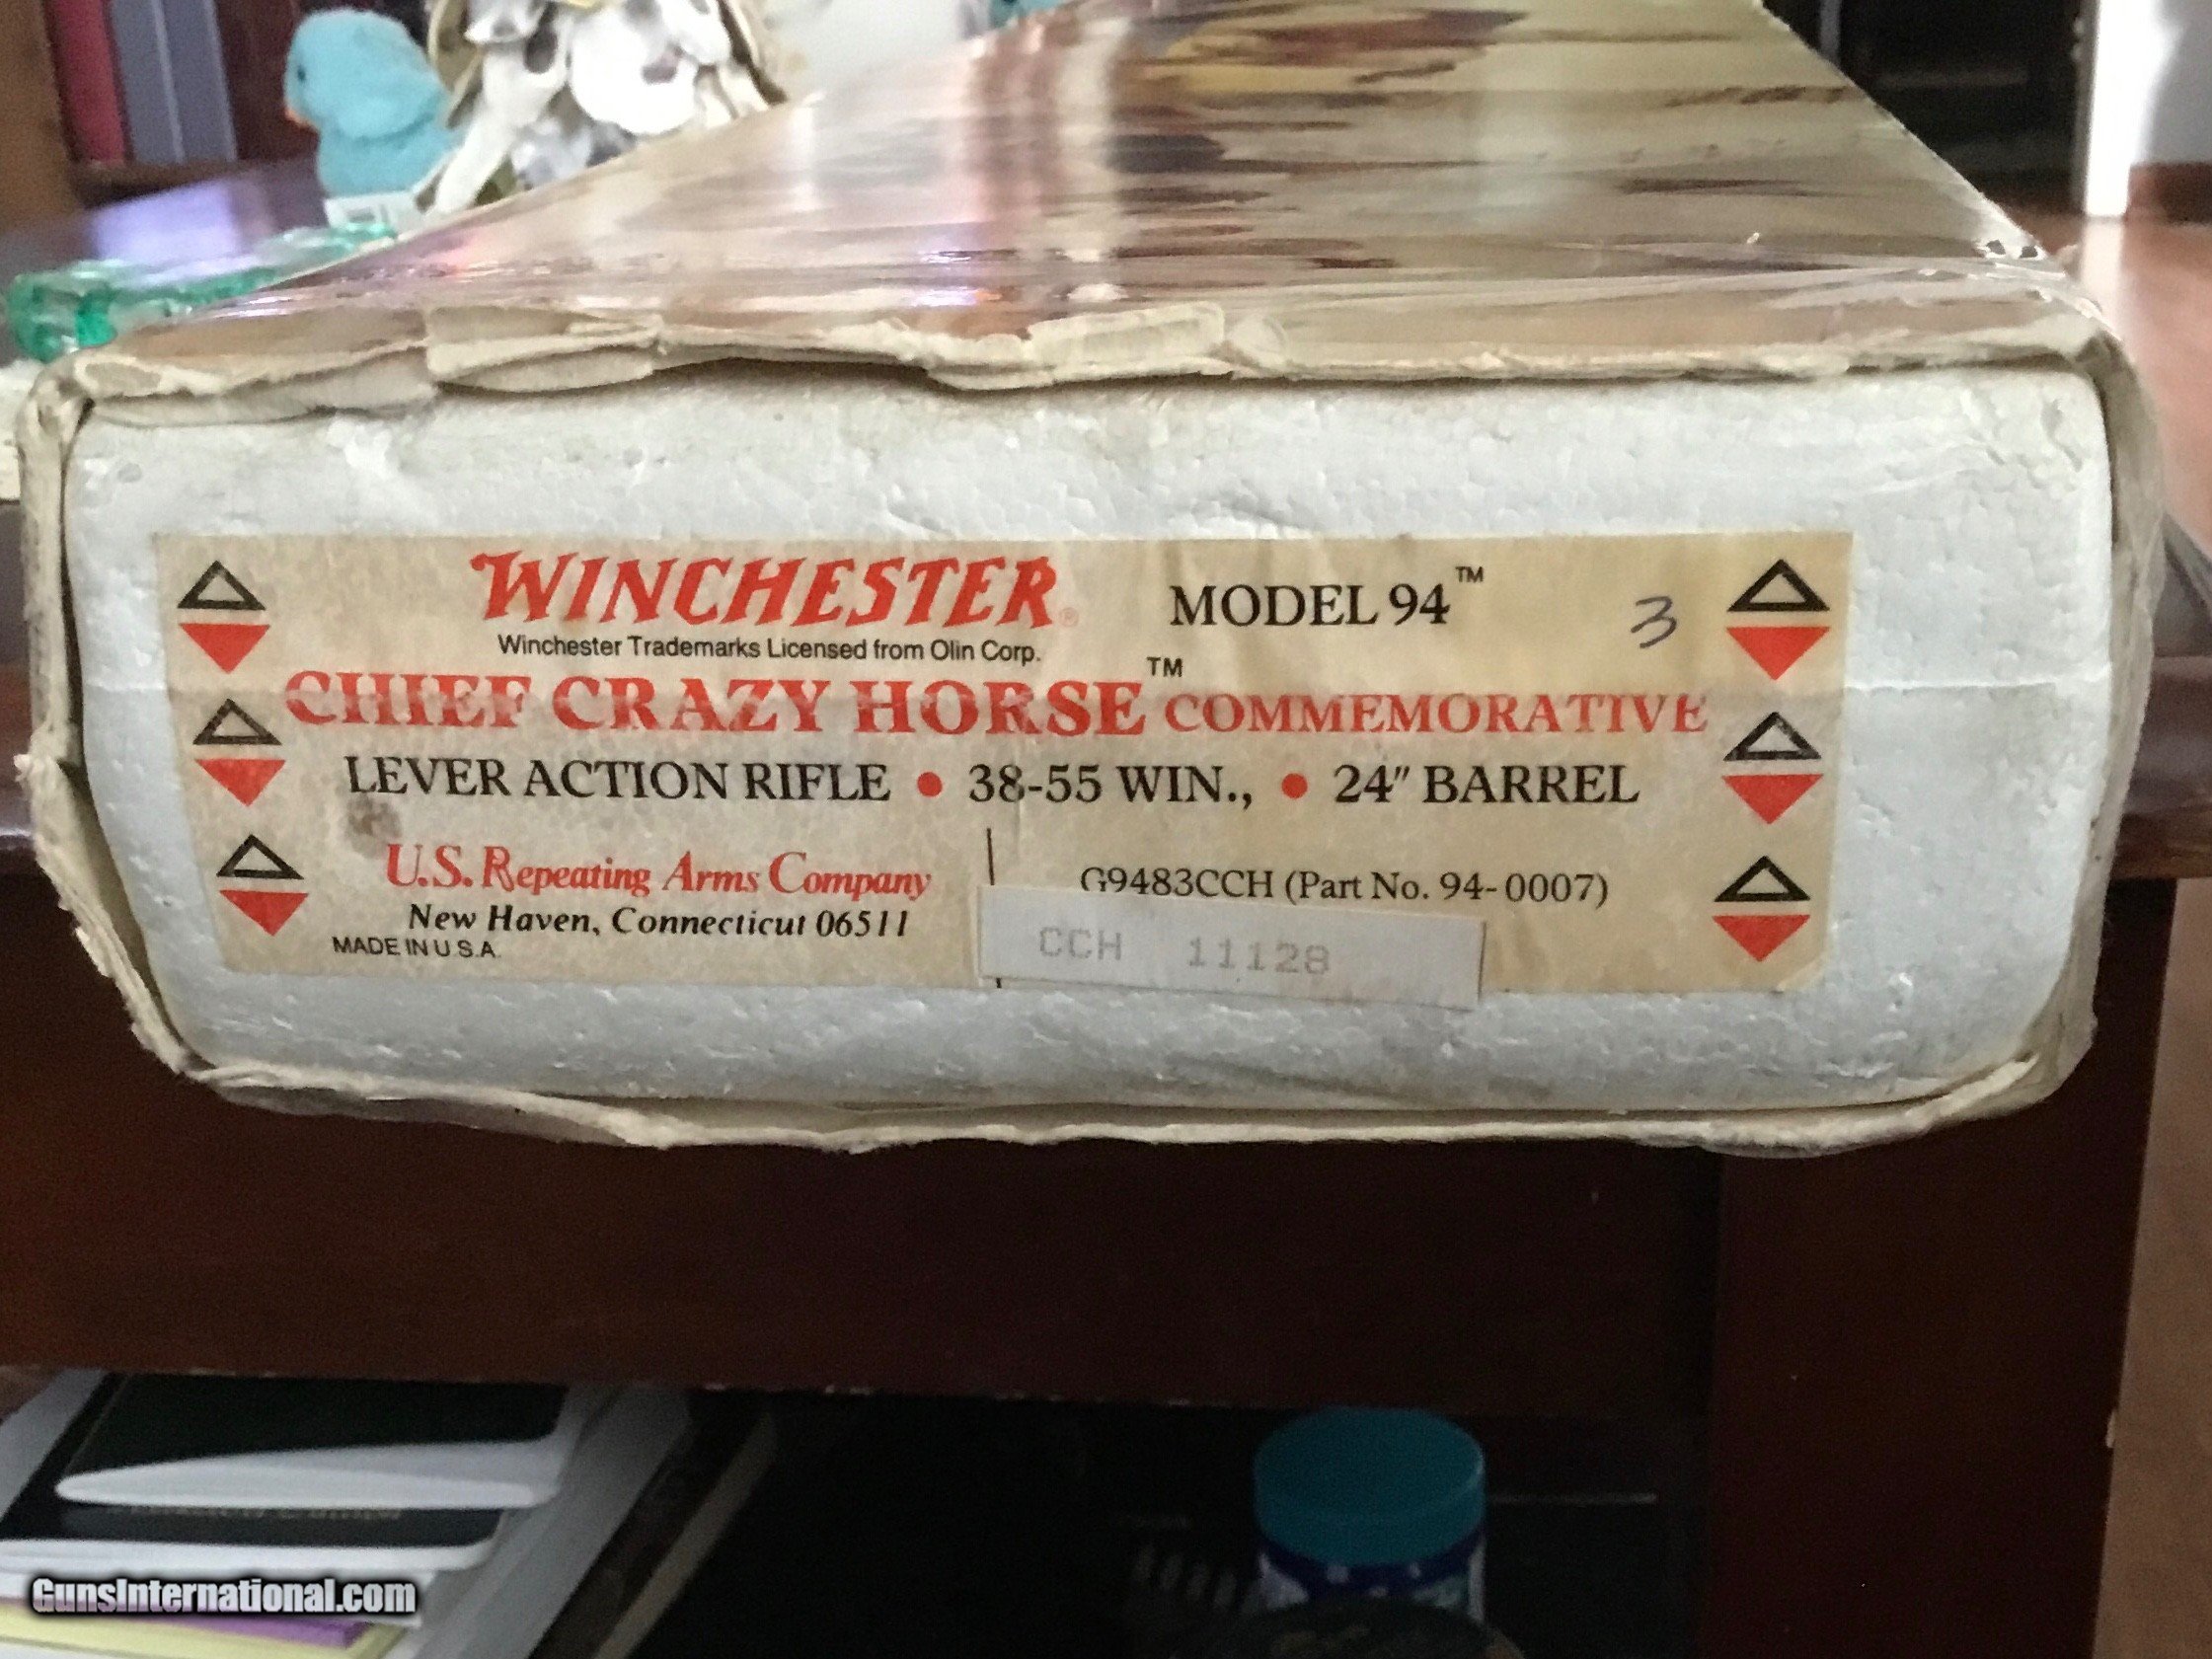 WINCHESTER® MODEL 94™ 3
Winchester Trademarks Licensed from Olin Corp.
CHIEF CRAZY HORSE™ COMMEMORATIVE
LEVER ACTION RIFLE • 38-55 WIN., • 24" BARREL
U.S. Repeating Arms Company
New Haven, Connecticut 06511
MADE IN U.S.A.
G9483CCH (Part No. 94-0007)
CCH 11128
GunsInternational.com